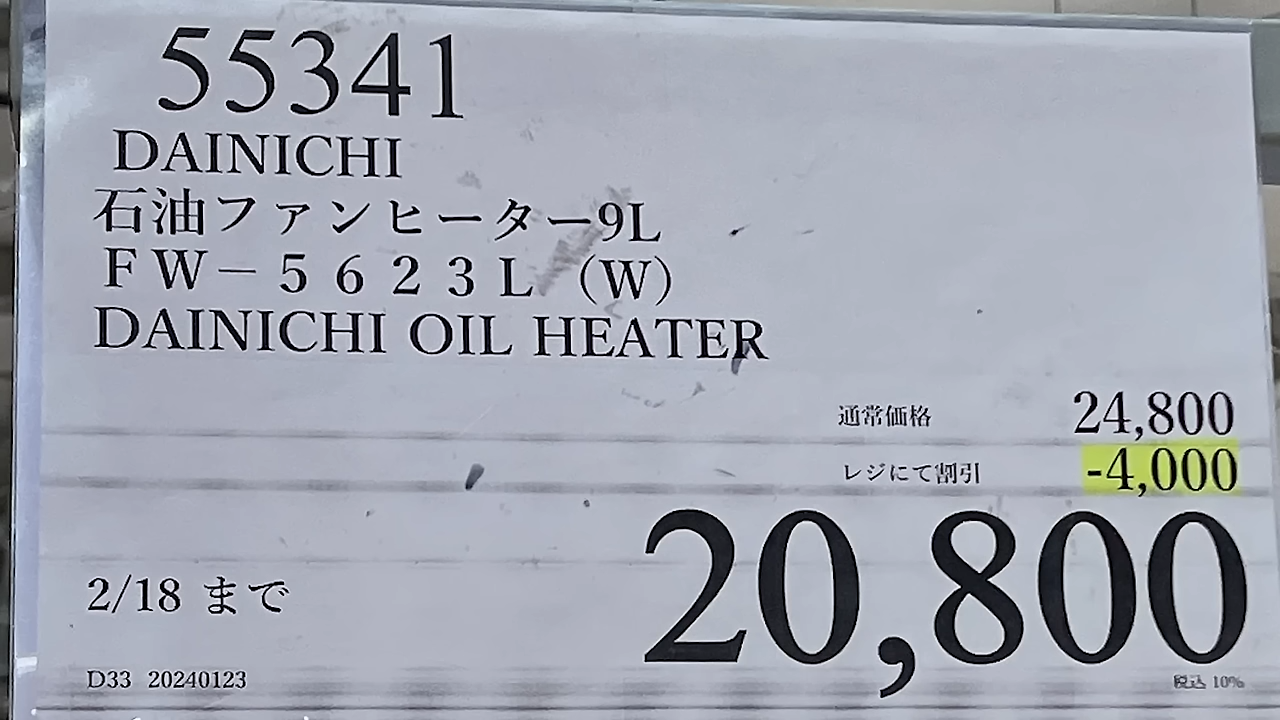 55341
DAINICHI
石油ファンヒーター9L
ＦＷ－５６２３Ｌ（W）
DAINICHI OIL HEATER
通常価格 24,800
レジにて割引 -4,000
20,800
2/18 まで
D33 20240123
税込 10%